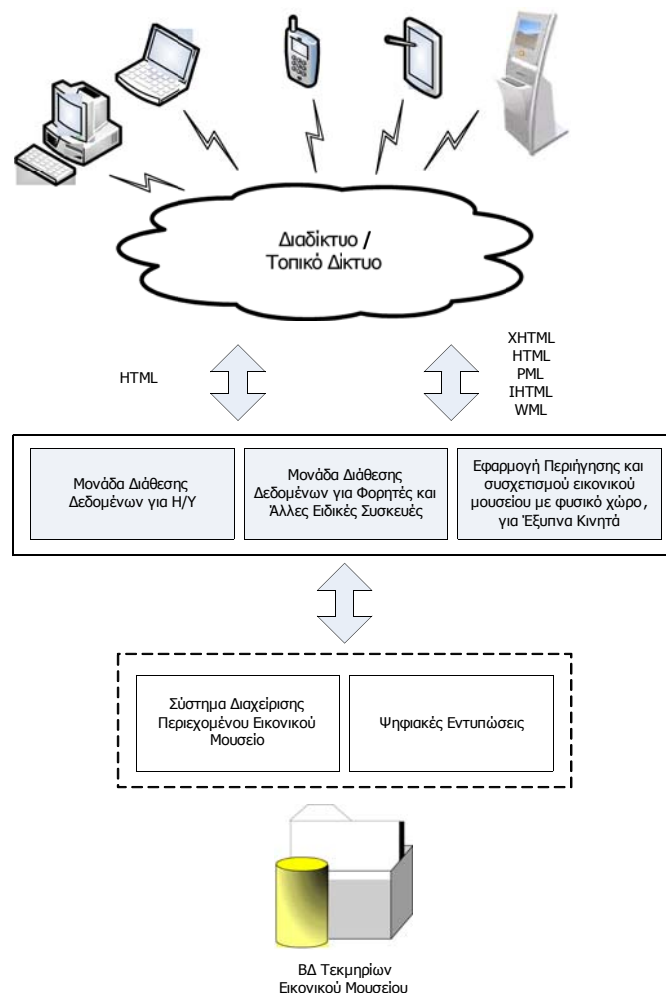 Διαδίκτυο /
Τοπικό Δίκτυο
HTML
XHTML
HTML
PML
IHTML
WML
Μονάδα Διάθεσης
Δεδομένων για Η/Υ
Μονάδα Διάθεσης
Δεδομένων για Φορητές και
Άλλες Ειδικές Συσκευές
Εφαρμογή Περιήγησης και
συσχετισμού εικονικού
μουσείου με φυσικό χώρο,
για Έξυπνα Κινητά
Σύστημα Διαχείρισης
Περιεχομένου Εικονικού
Μουσείο
Ψηφιακές Εντυπώσεις
ΒΔ Τεκμηρίων
Εικονικού Μουσείου